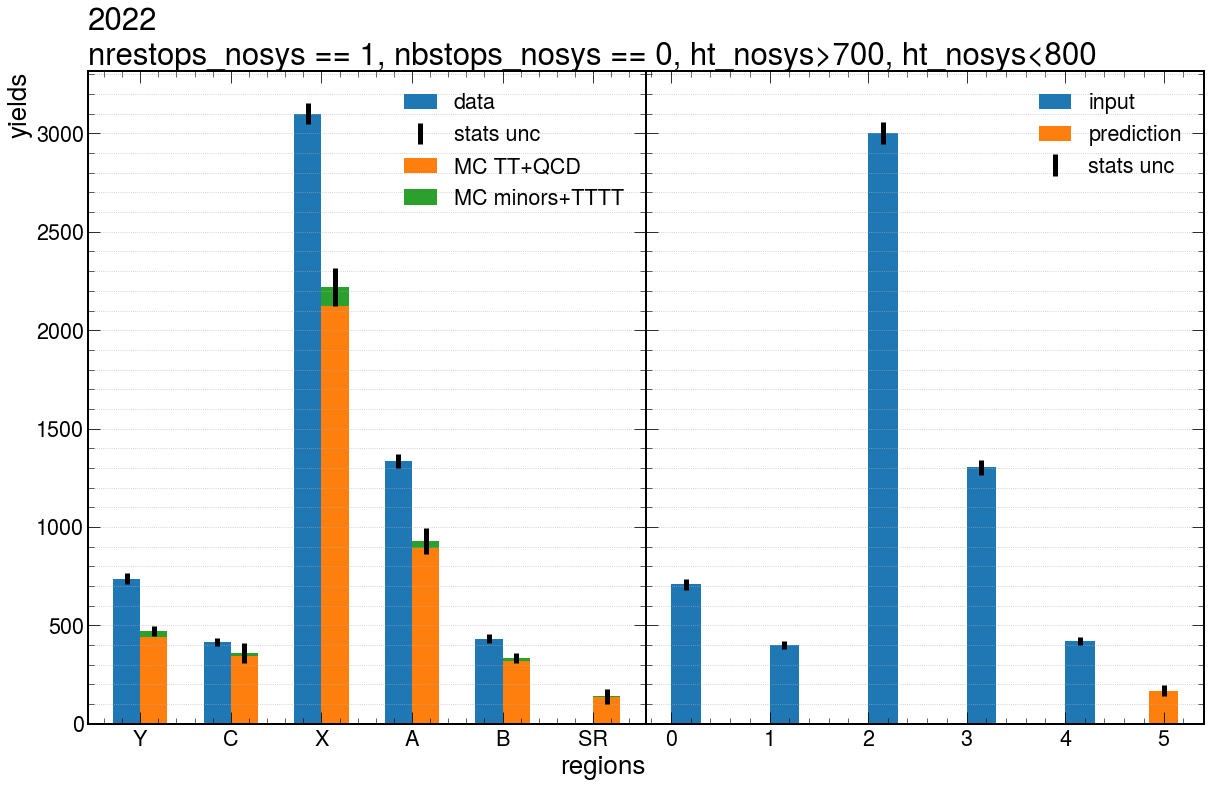 2022
nrestops_nosys == 1, nbstops_nosys == 0, ht_nosys>700, ht_nosys<800
yields
3000
2500
2000
1500
1000
500
0
data
stats unc
MC TT+QCD
MC minors+TTTT
input
prediction
stats unc
Y C X A B SR 0 1 2 3 4 5
regions